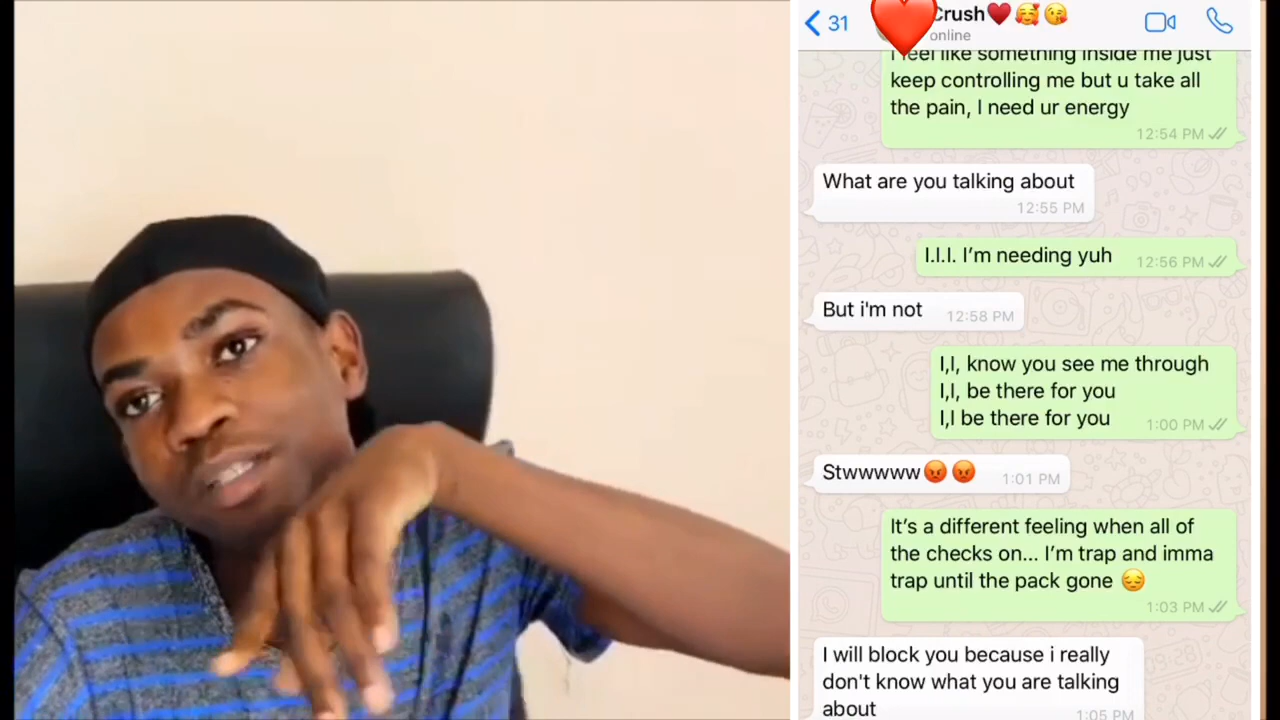 31
Crush♥️🥰😘
online
I feel like something inside me just
keep controlling me but u take all
the pain, I need ur energy
12:54 PM
What are you talking about
12:55 PM
I.I.I. I’m needing yuh
12:56 PM
But i'm not
12:58 PM
I,I, know you see me through
I,I, be there for you
I,I be there for you
1:00 PM
Stwwwww😡😡
1:01 PM
It’s a different feeling when all of
the checks on... I’m trap and imma
trap until the pack gone 😔
1:03 PM
I will block you because i really
don't know what you are talking
about
1:05 PM